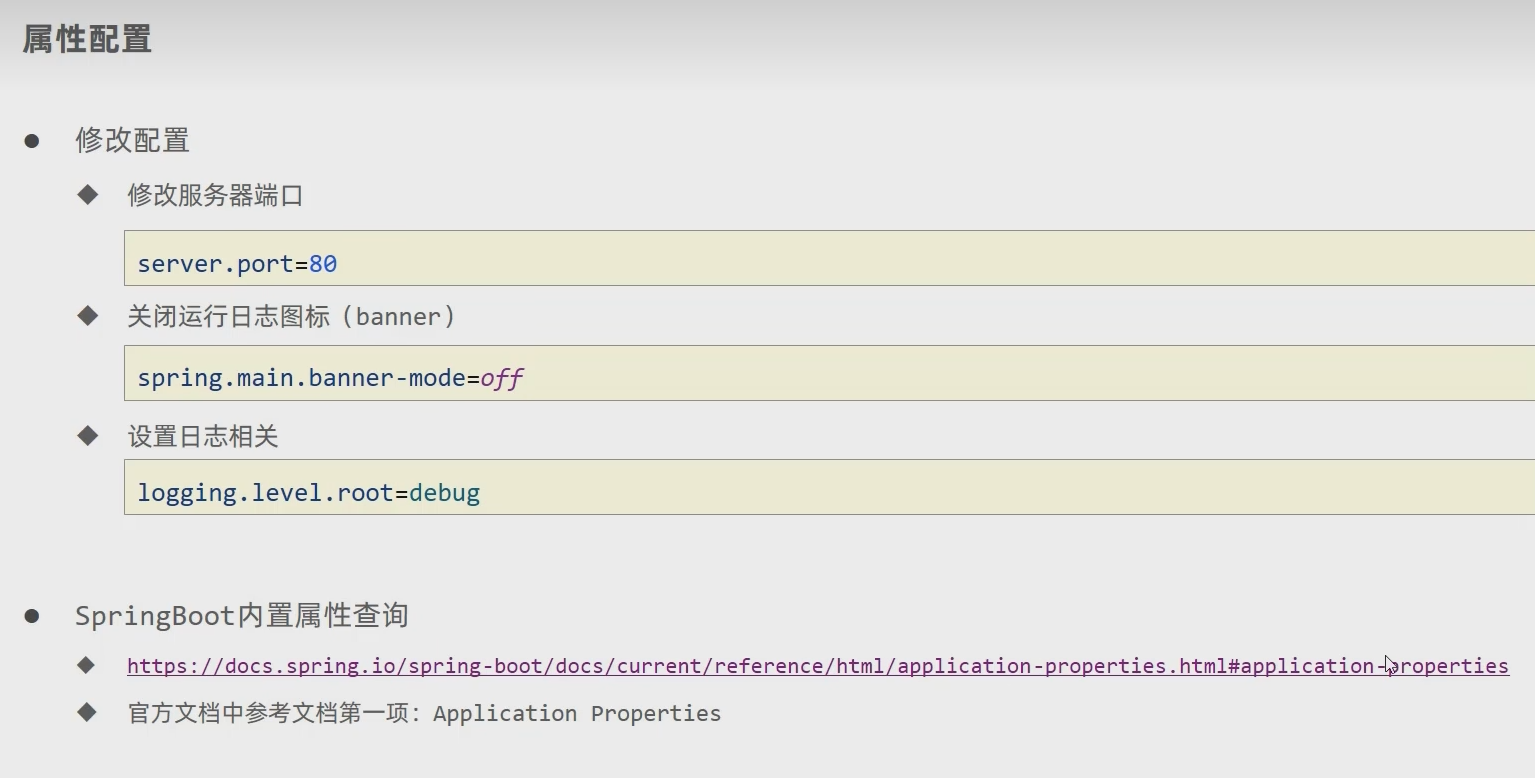 属性配置
修改配置
修改服务器端口
server.port=80
关闭运行日志图标（banner）
spring.main.banner-mode=off
设置日志相关
logging.level.root=debug
SpringBoot内置属性查询
https://docs.spring.io/spring-boot/docs/current/reference/html/application-properties.html#application-properties
官方文档中参考文档第一项：Application Properties